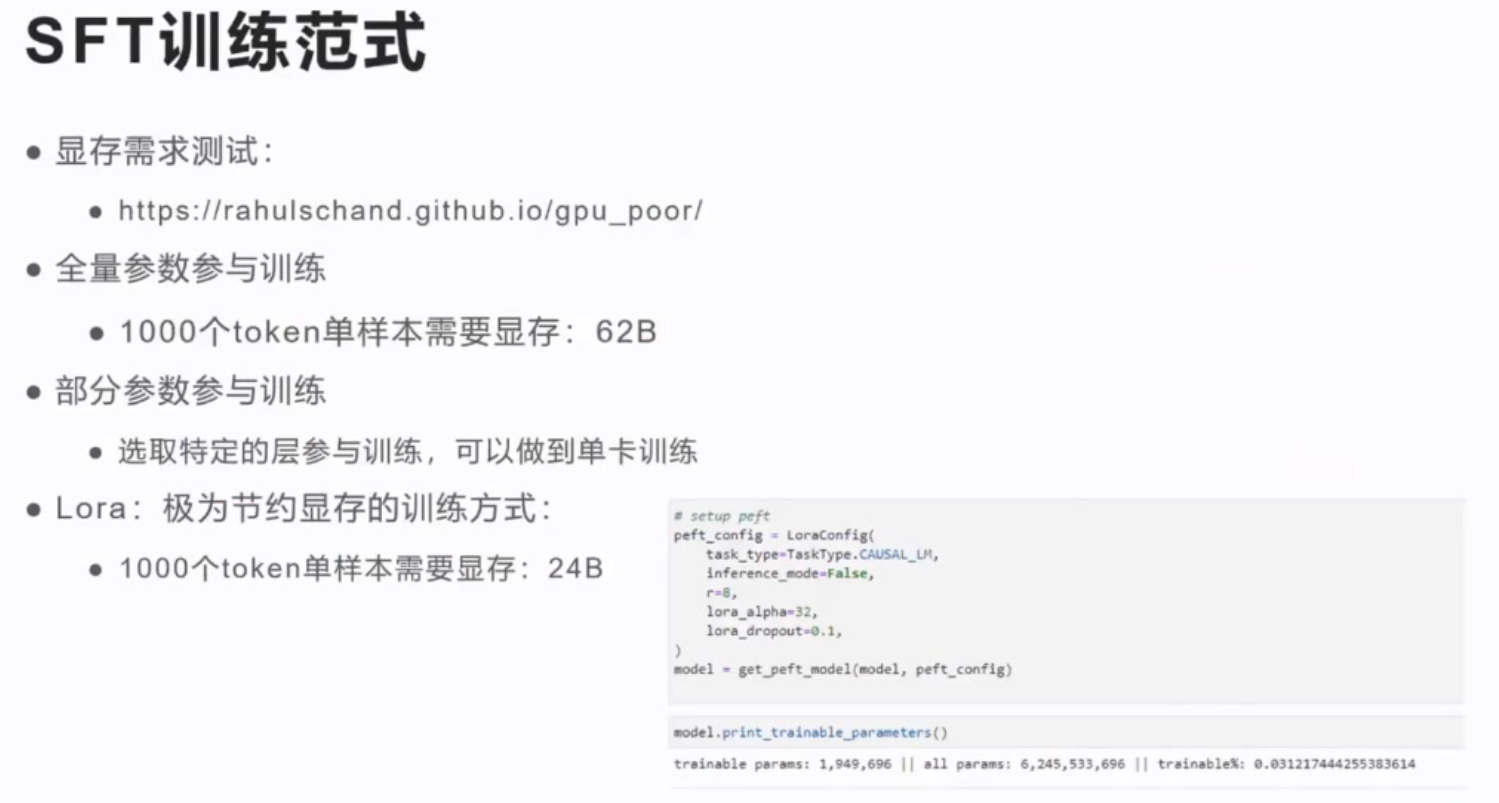 SFT训练范式
● 显存需求测试：
● https://rahulschand.github.io/gpu_poor/
● 全量参数参与训练
● 1000个token单样本需要显存：62B
● 部分参数参与训练
● 选取特定的层参与训练，可以做到单卡训练
● Lora：极为节约显存的训练方式：
● 1000个token单样本需要显存：24B
# setup peft
peft_config = LoraConfig(
task_type=TaskType.CAUSAL_LM,
inference_mode=False,
r=8,
lora_alpha=32,
lora_dropout=0.1,
)
model = get_peft_model(model, peft_config)
model.print_trainable_parameters()
trainable params: 1,949,696 || all params: 6,245,533,696 || trainable%: 0.031217444255383614